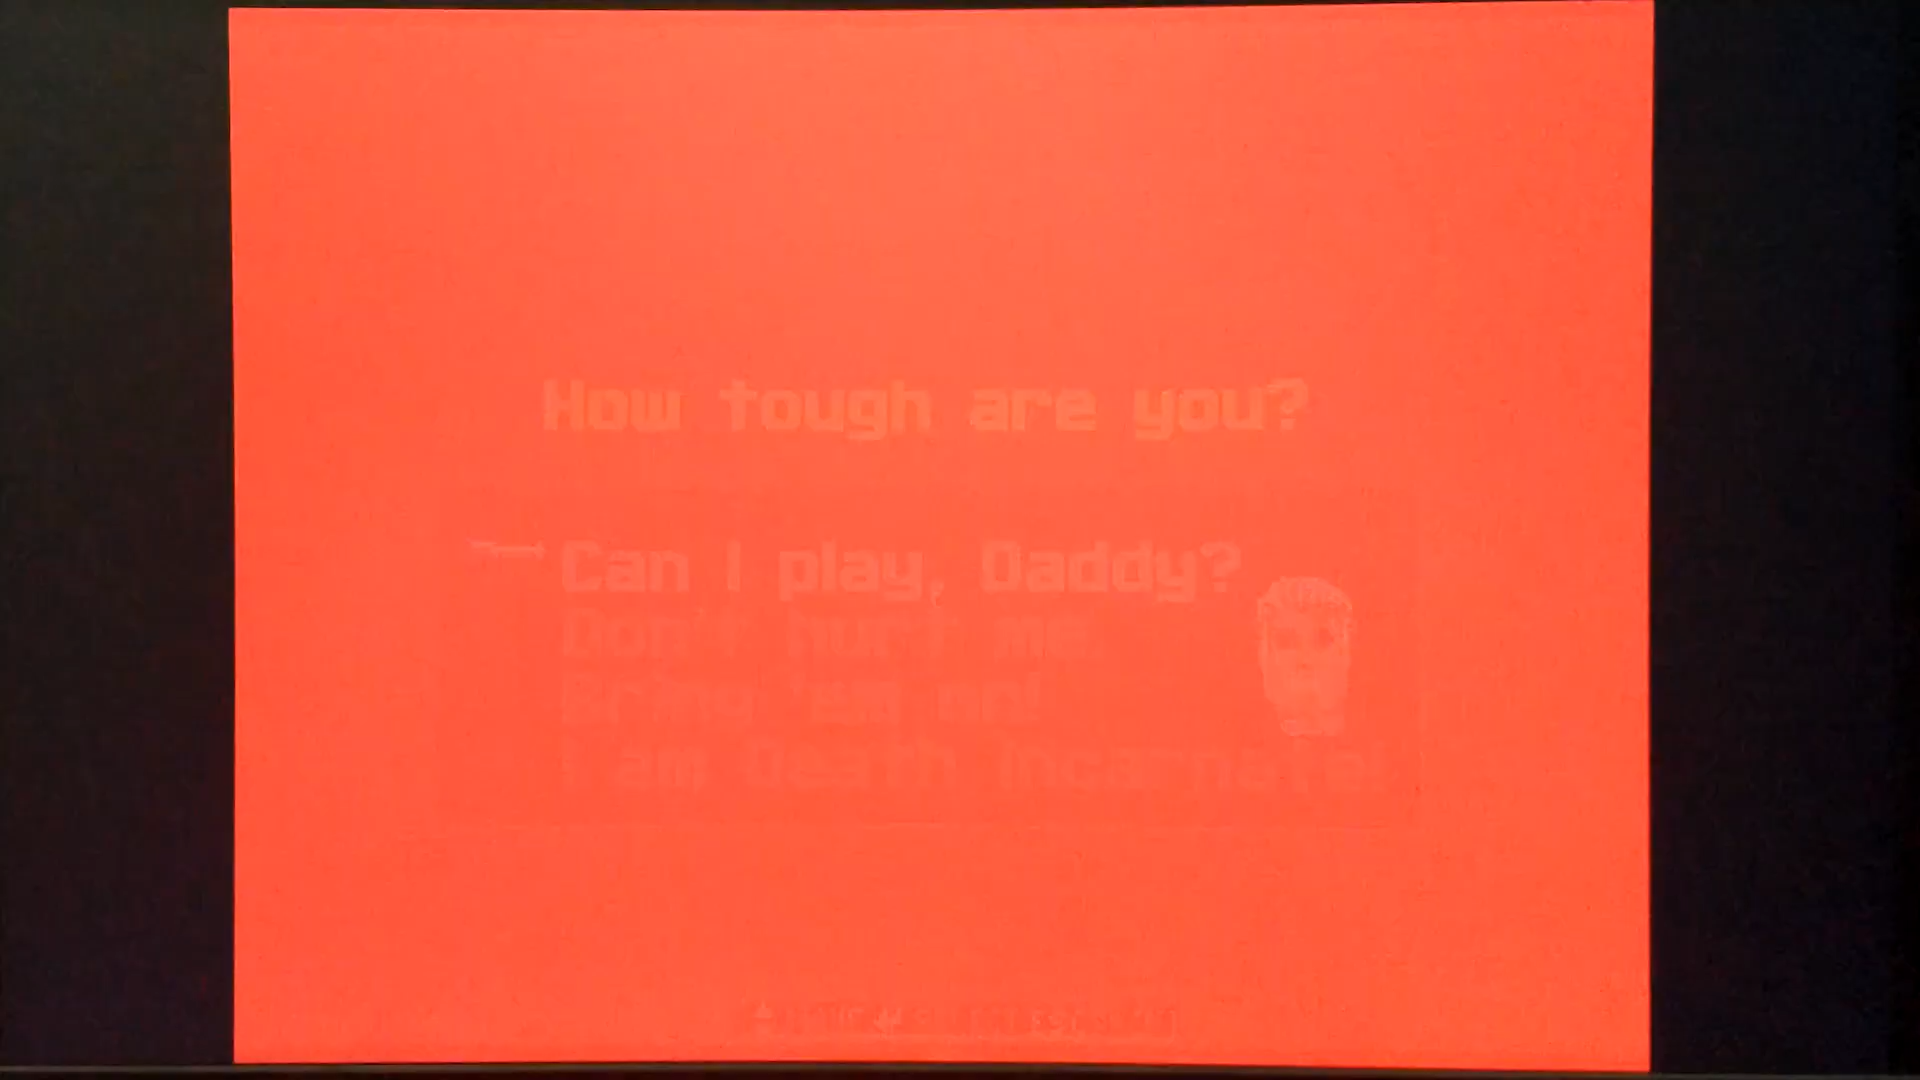 How tough are you?
Can I play, Daddy?
Don't hurt me
Bring 'em on!
I am Death incarnate!